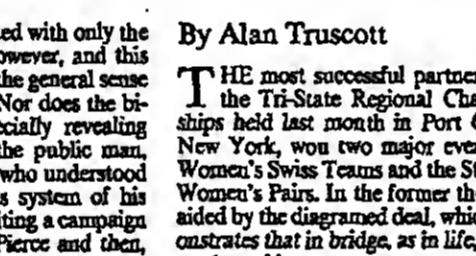 ed with only the
owever, and this
the general sense
Nor does the bi-
ecially revealing
the public man,
who understood
s system of his
iting a campaign
Pierce and then,
By Alan Truscott
THE most successful partner
the Tri-State Regional Cha
ships held last month in Port
New York, won two major eve
Women's Swiss Teams and the St
Women's Pairs. In the former th
aided by the diagramed deal, whi
onstrates that in bridge, as in life,